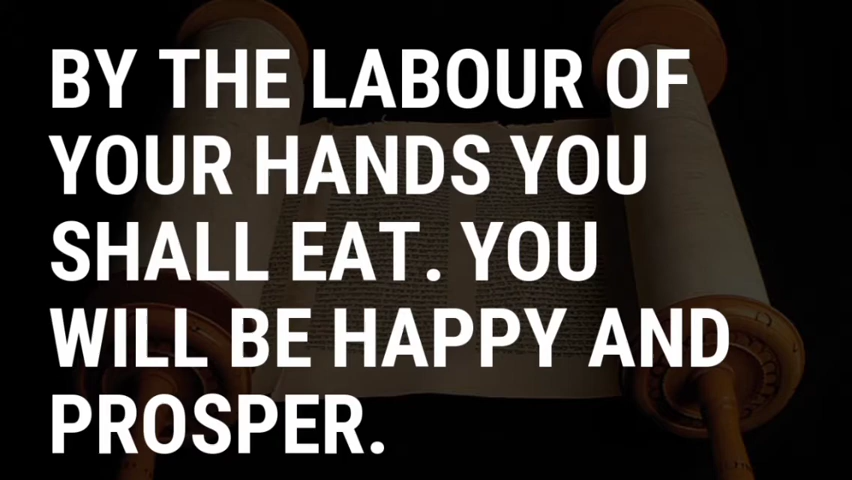 BY THE LABOUR OF
YOUR HANDS YOU
SHALL EAT. YOU
WILL BE HAPPY AND
PROSPER.